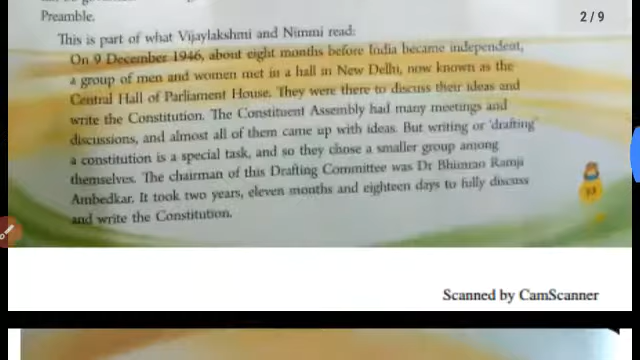 Preamble.
2/9
This is part of what Vijaylakshmi and Nimmi read:
On 9 December 1946, about eight months before India became independent,
a group of men and women met in a hall in New Delhi, now known as the
Central Hall of Parliament House. They were there to discuss their ideas and
write the Constitution. The Constituent Assembly had many meetings and
discussions, and almost all of them came up with ideas. But writing or 'drafting'
a constitution is a special task, and so they chose a smaller group among
themselves. The chairman of this Drafting Committee was Dr Bhimrao Ramji
Ambedkar. It took two years, eleven months and eighteen days to fully discuss
and write the Constitution.
Scanned by CamScanner